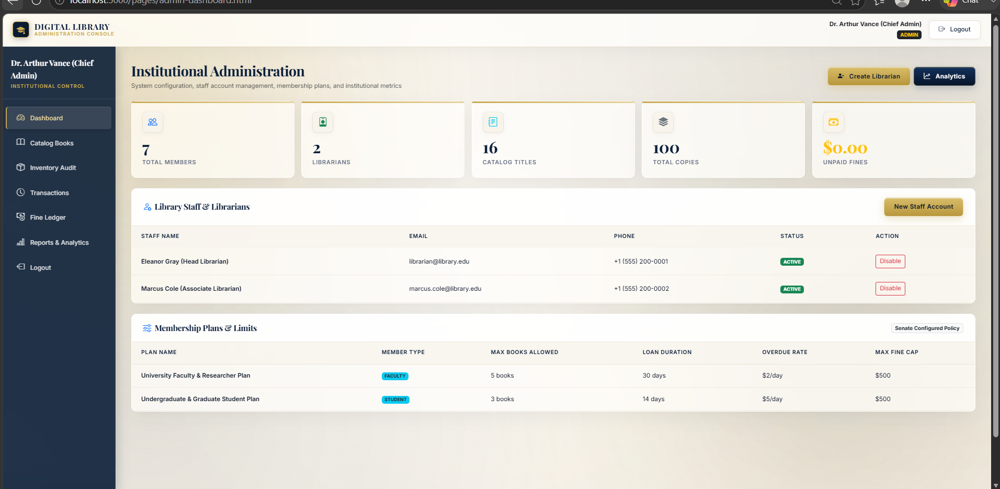 localhost:5000/pages/admin-dashboard.html
Chat
DIGITAL LIBRARY
ADMINISTRATION CONSOLE
Dr. Arthur Vance (Chief Admin)
ADMIN
Logout
Dr. Arthur Vance (Chief
Admin)
INSTITUTIONAL CONTROL
Dashboard
Catalog Books
Inventory Audit
Transactions
Fine Ledger
Reports & Analytics
Logout
Institutional Administration
System configuration, staff account management, membership plans, and institutional metrics
Create Librarian
Analytics
7
TOTAL MEMBERS
2
LIBRARIANS
16
CATALOG TITLES
100
TOTAL COPIES
$0.00
UNPAID FINES
Library Staff & Librarians
New Staff Account
STAFF NAME EMAIL PHONE STATUS ACTION
Eleanor Gray (Head Librarian) librarian@library.edu +1 (555) 200-0001 ACTIVE Disable
Marcus Cole (Associate Librarian) marcus.cole@library.edu +1 (555) 200-0002 ACTIVE Disable
Membership Plans & Limits
Senate Configured Policy
PLAN NAME MEMBER TYPE MAX BOOKS ALLOWED LOAN DURATION OVERDUE RATE MAX FINE CAP
University Faculty & Researcher Plan FACULTY 5 books 30 days $2/day $500
Undergraduate & Graduate Student Plan STUDENT 3 books 14 days $5/day $500